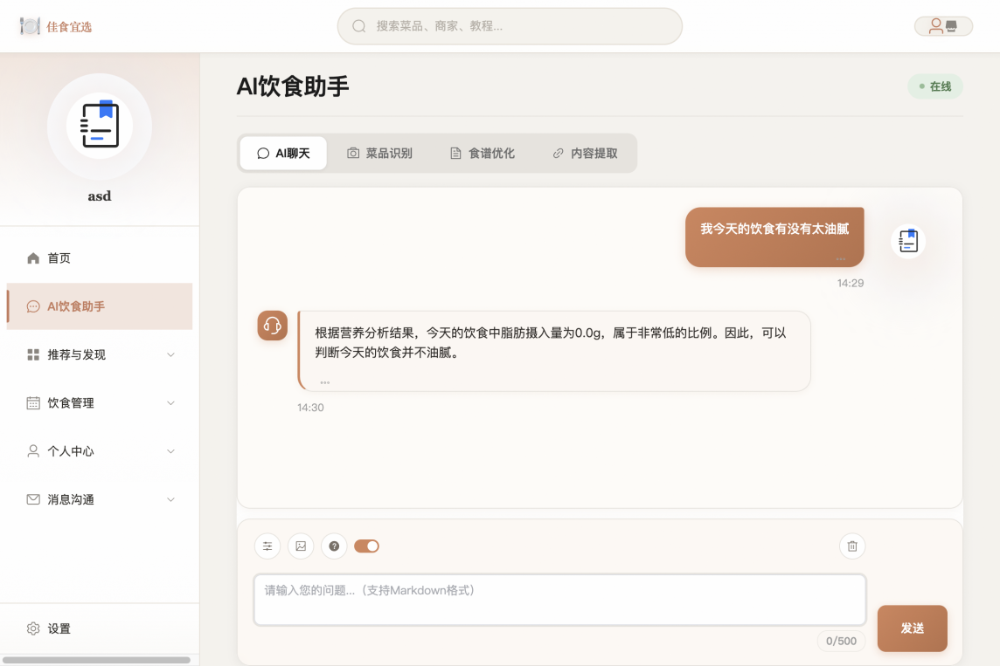 佳食宜选
搜索菜品、商家、教程...
asd
首页
AI饮食助手
推荐与发现
饮食管理
个人中心
消息沟通
设置
AI饮食助手
在线
AI聊天
菜品识别
食谱优化
内容提取
我今天的饮食有没有太油腻
...
14:29
根据营养分析结果，今天的饮食中脂肪摄入量为0.0g，属于非常低的比例。因此，可以
判断今天的饮食并不油腻。
...
14:30
请输入您的问题...（支持Markdown格式）
0/500
发送